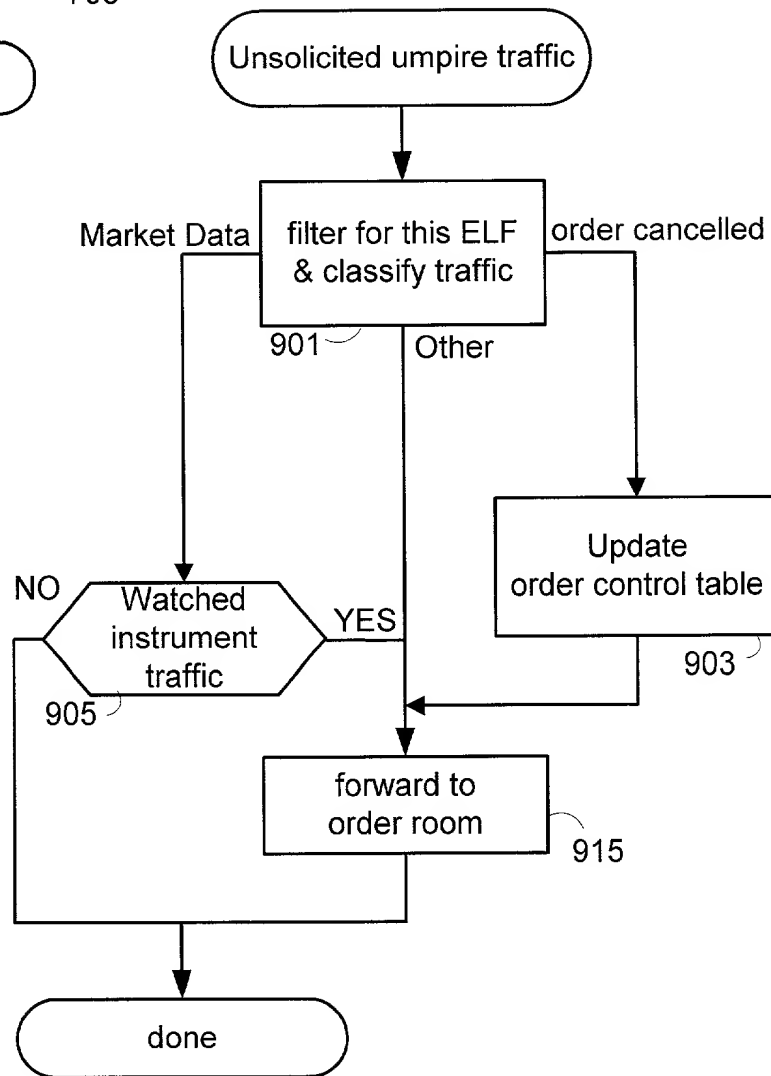 Unsolicited umpire traffic
Market Data
filter for this ELF
& classify traffic
order cancelled
901
Other
Update
order control table
903
NO
Watched
instrument
traffic
YES
905
forward to
order room
915
done